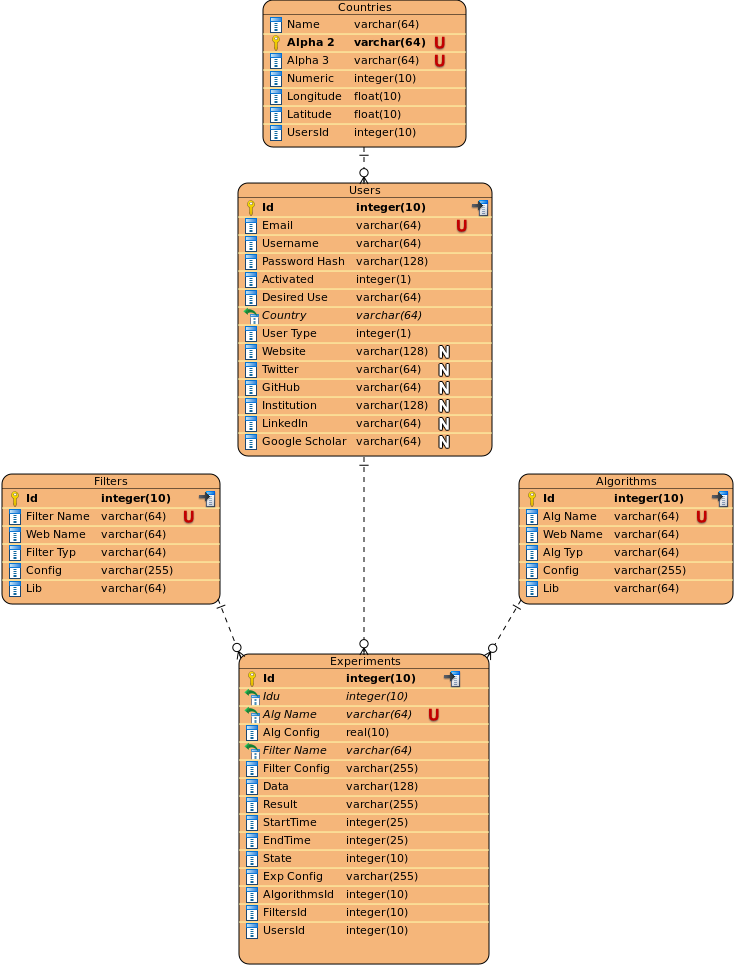 Countries
Name varchar(64)
Alpha 2 varchar(64) U
Alpha 3 varchar(64) U
Numeric integer(10)
Longitude float(10)
Latitude float(10)
UsersId integer(10)
Users
Id integer(10)
Email varchar(64) U
Username varchar(64)
Password Hash varchar(128)
Activated integer(1)
Desired Use varchar(64)
Country varchar(64)
User Type integer(1)
Website varchar(128) N
Twitter varchar(64) N
GitHub varchar(64) N
Institution varchar(128) N
LinkedIn varchar(64) N
Google Scholar varchar(64) N
Filters
Id integer(10)
Filter Name varchar(64) U
Web Name varchar(64)
Filter Typ varchar(64)
Config varchar(255)
Lib varchar(64)
Algorithms
Id integer(10)
Alg Name varchar(64) U
Web Name varchar(64)
Alg Typ varchar(64)
Config varchar(255)
Lib varchar(64)
Experiments
Id integer(10)
Idu integer(10)
Alg Name varchar(64) U
Alg Config real(10)
Filter Name varchar(64)
Filter Config varchar(255)
Data varchar(128)
Result varchar(255)
StartTime integer(25)
EndTime integer(25)
State integer(10)
Exp Config varchar(255)
AlgorithmsId integer(10)
FiltersId integer(10)
UsersId integer(10)